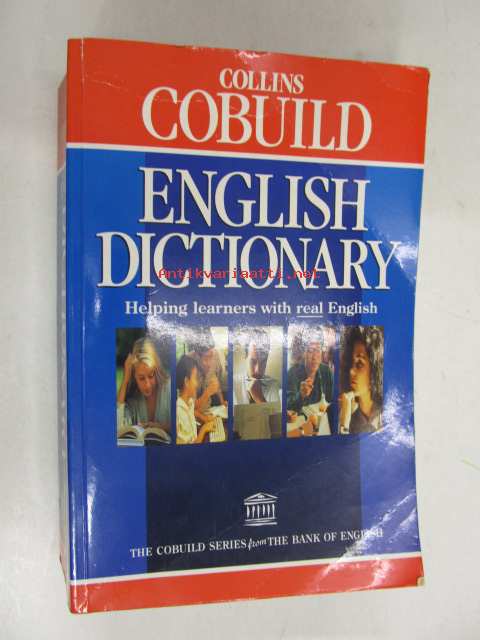 COLLINS
COBUILD
ENGLISH
DICTIONARY
Antikvariaatti.net
Helping learners with real English
THE COBUILD SERIES from THE BANK OF ENGLISH